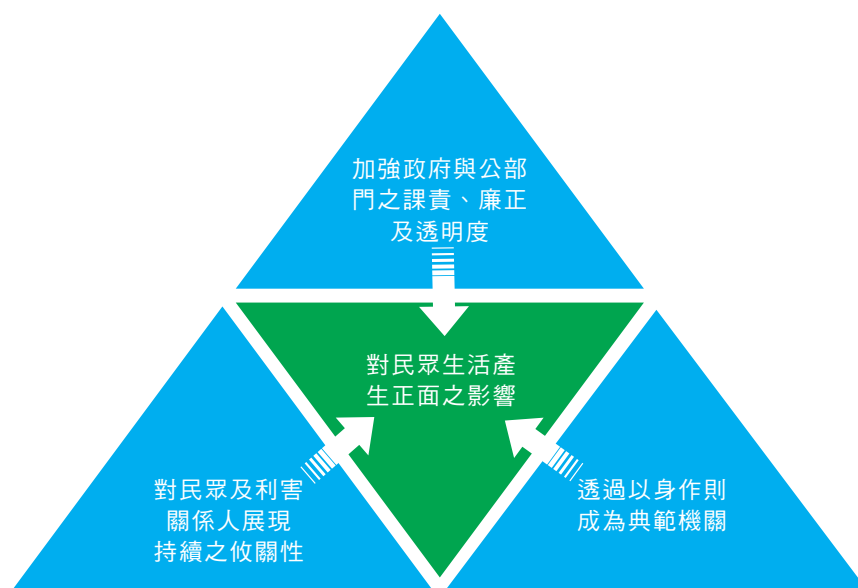 加強政府與公部
門之課責、廉正
及透明度
對民眾生活產
生正面之影響
對民眾及利害
關係人展現
持續之攸關性
透過以身作則
成為典範機關